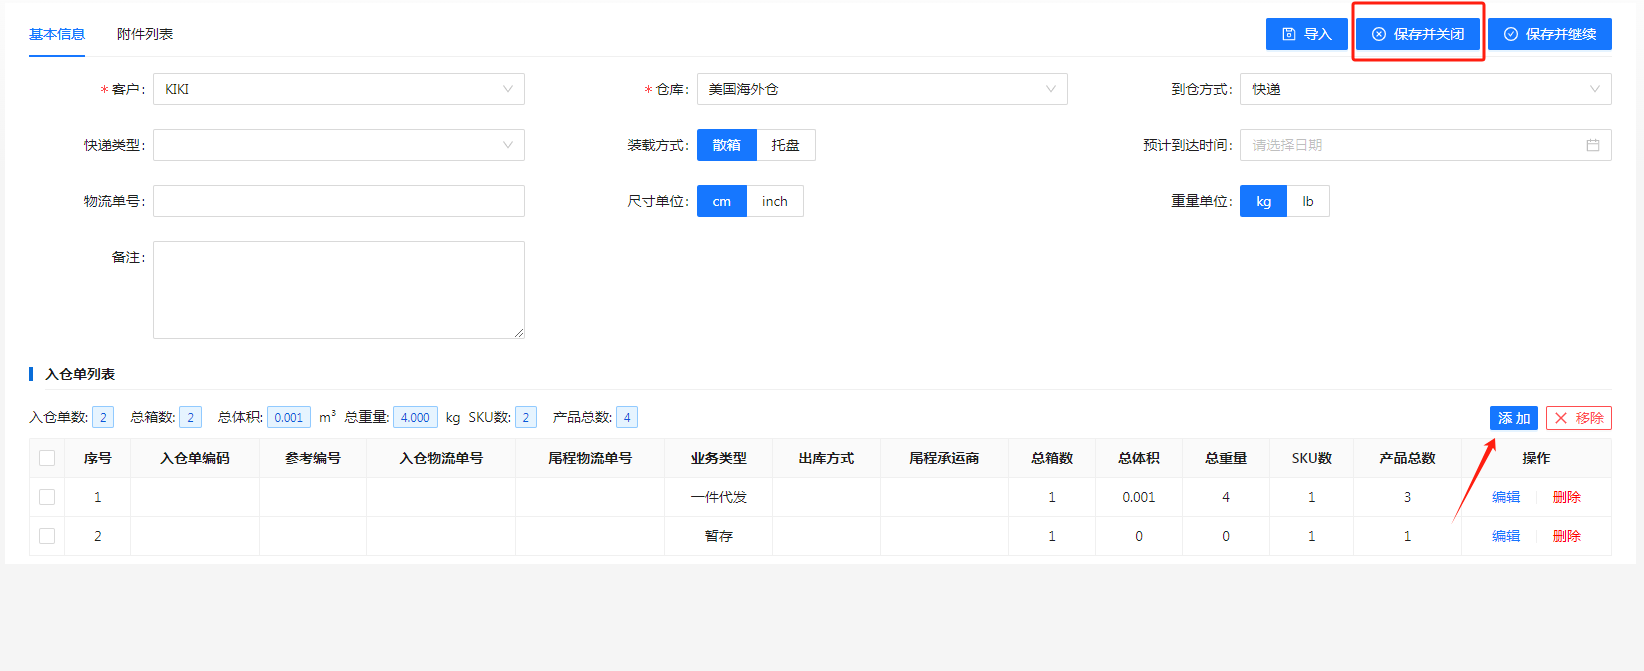 基本信息 附件列表 导入 保存并关闭 保存并继续
* 客户: KIKI * 仓库: 美国海外仓 到仓方式: 快递
快递类型: 装载方式: 散箱 托盘 预计到达时间: 请选择日期
物流单号: 尺寸单位: cm inch 重量单位: kg lb
备注:
入仓单列表
入仓单数: 2 总箱数: 2 总体积: 0.001 m³ 总重量: 4.000 kg SKU数: 2 产品总数: 4 添加 移除
序号 入仓单编码 参考编号 入仓物流单号 尾程物流单号 业务类型 出库方式 尾程承运商 总箱数 总体积 总重量 SKU数 产品总数 操作
1 一件代发 1 0.001 4 1 3 编辑 删除
2 暂存 1 0 0 1 1 编辑 删除